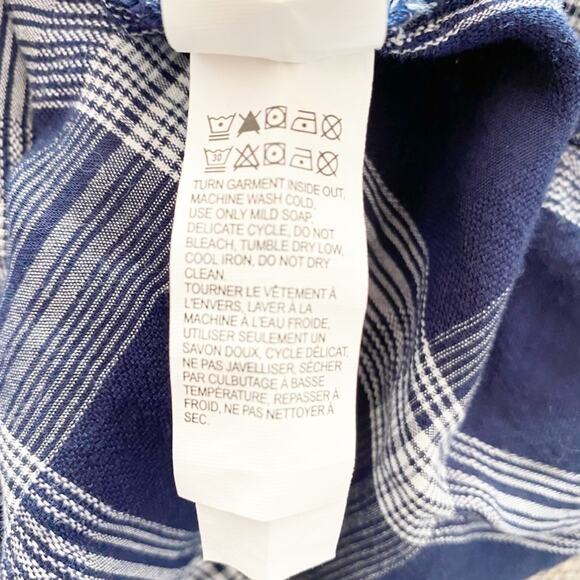 30
TURN GARMENT INSIDE OUT,
MACHINE WASH COLD,
USE ONLY MILD SOAP,
DELICATE CYCLE, DO NOT
BLEACH, TUMBLE DRY LOW,
COOL IRON, DO NOT DRY
CLEAN.
TOURNER LE VÊTEMENT À
L'ENVERS, LAVER À LA
MACHINE À L'EAU FROIDE,
UTILISER SEULEMENT UN
SAVON DOUX, CYCLE DÉLICAT,
NE PAS JAVELLISER, SÉCHER
PAR CULBUTAGE À BASSE
TEMPÉRATURE, REPASSER À
FROID, NE PAS NETTOYER À
SEC.